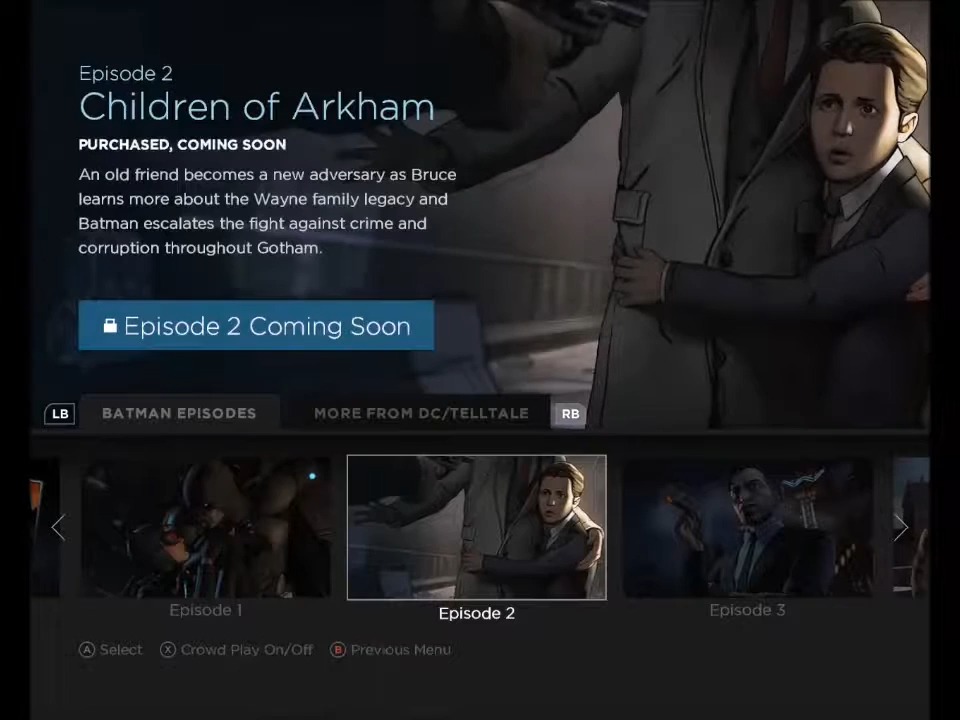 Episode 2
Children of Arkham
PURCHASED, COMING SOON
An old friend becomes a new adversary as Bruce
learns more about the Wayne family legacy and
Batman escalates the fight against crime and
corruption throughout Gotham.
Episode 2 Coming Soon
LB BATMAN EPISODES MORE FROM DC/TELLTALE RB
Episode 1 Episode 2 Episode 3
A Select X Crowd Play On/Off B Previous Menu